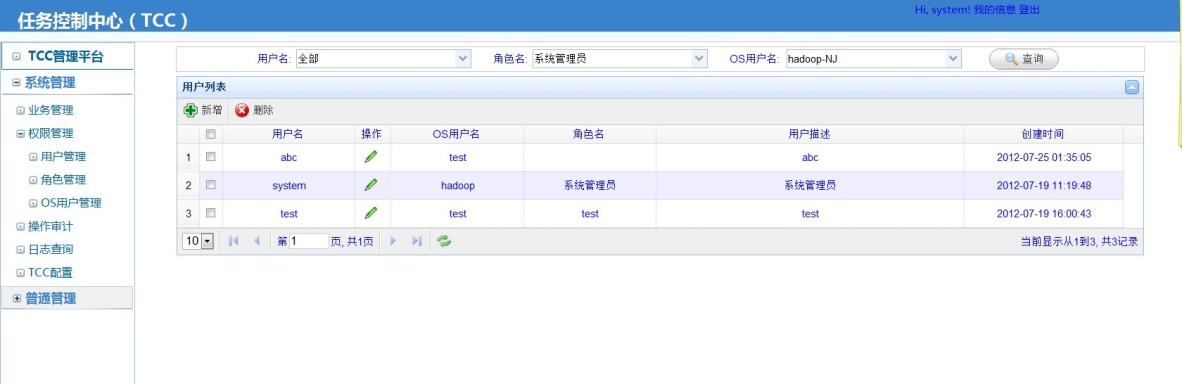 任务控制中心（TCC）
Hi, system! 我的信息 登出
TCC管理平台
系统管理
业务管理
权限管理
用户管理
角色管理
OS用户管理
操作审计
日志查询
TCC配置
普通管理
用户名: 全部 角色名: 系统管理员 OS用户名: hadoop-NJ 查询
用户列表
新增 删除
用户名 操作 OS用户名 角色名 用户描述 创建时间
1 abc test abc 2012-07-25 01:35:05
2 system hadoop 系统管理员 系统管理员 2012-07-19 11:19:48
3 test test test test 2012-07-19 16:00:43
10 第 1 页, 共1页 当前显示从1到3, 共3记录